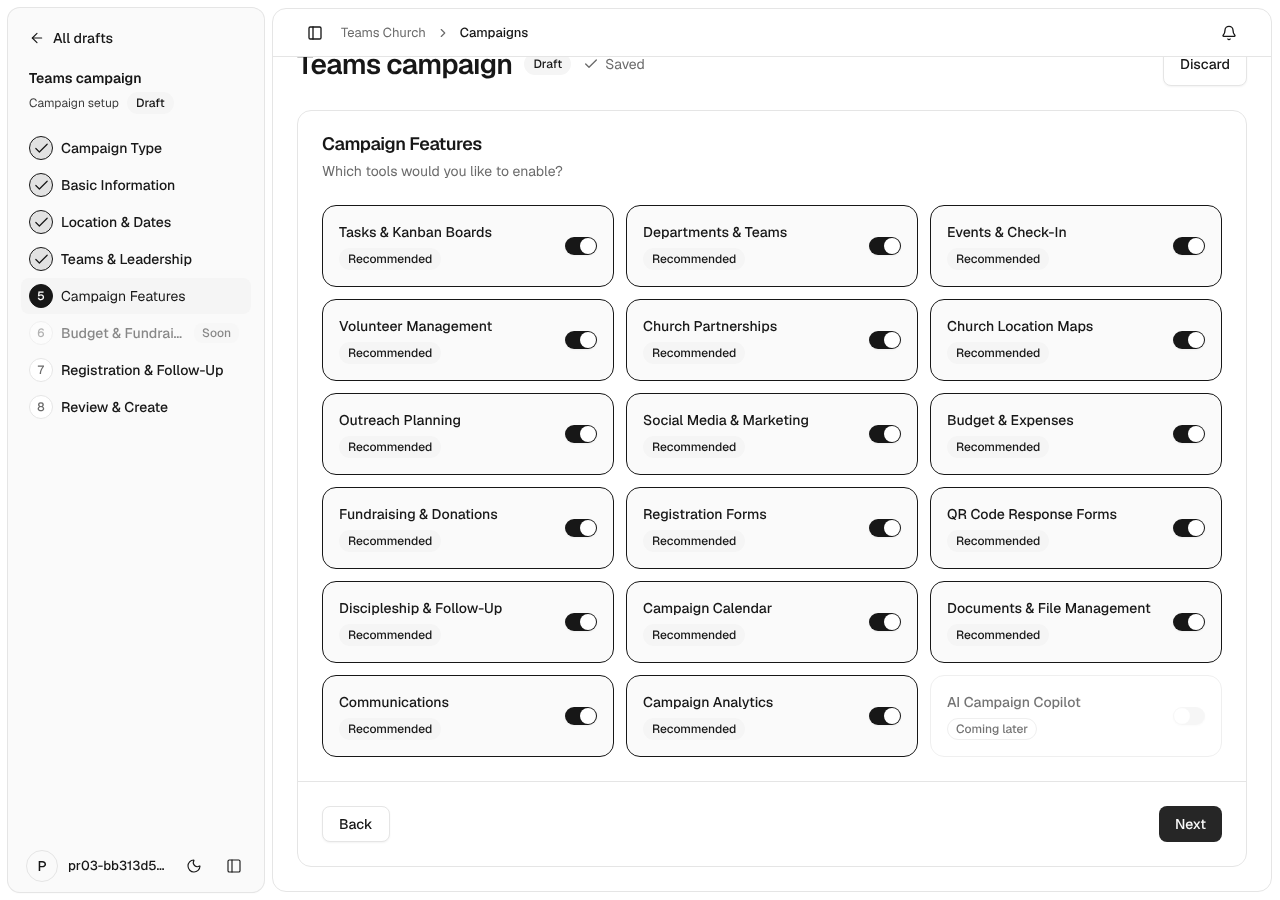 All drafts
Teams campaign
Campaign setup Draft
Campaign Type
Basic Information
Location & Dates
Teams & Leadership
5 Campaign Features
6 Budget & Fundrai... Soon
7 Registration & Follow-Up
8 Review & Create
P pr03-bb313d5...
Teams Church > Campaigns
Teams campaign Draft Saved
Discard
Campaign Features
Which tools would you like to enable?
Tasks & Kanban Boards
Recommended
Departments & Teams
Recommended
Events & Check-In
Recommended
Volunteer Management
Recommended
Church Partnerships
Recommended
Church Location Maps
Recommended
Outreach Planning
Recommended
Social Media & Marketing
Recommended
Budget & Expenses
Recommended
Fundraising & Donations
Recommended
Registration Forms
Recommended
QR Code Response Forms
Recommended
Discipleship & Follow-Up
Recommended
Campaign Calendar
Recommended
Documents & File Management
Recommended
Communications
Recommended
Campaign Analytics
Recommended
AI Campaign Copilot
Coming later
Back
Next